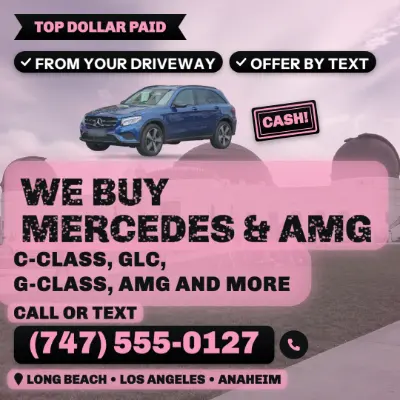 TOP DOLLAR PAID
FROM YOUR DRIVEWAY
OFFER BY TEXT
CASH!
WE BUY
MERCEDES & AMG
C-CLASS, GLC,
G-CLASS, AMG AND MORE
CALL OR TEXT
(747) 555-0127
LONG BEACH • LOS ANGELES • ANAHEIM